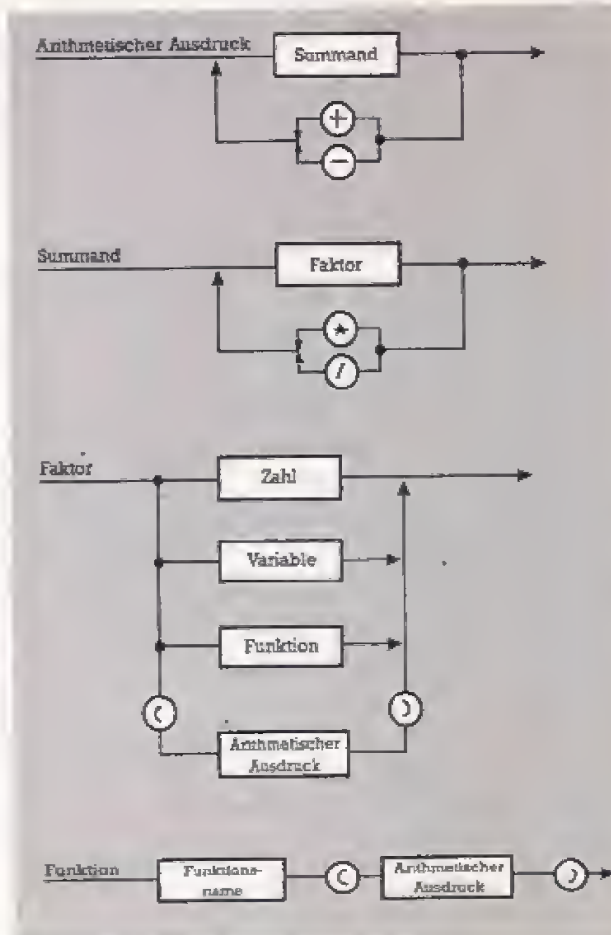 Arithmetischer Ausdruck
Summand
+
−
Summand
Faktor
*
/
Faktor
Zahl
Variable
Funktion
(
)
Arithmetischer
Ausdruck
Funktion
Funktions-
name
(
Arithmetischer
Ausdruck
)